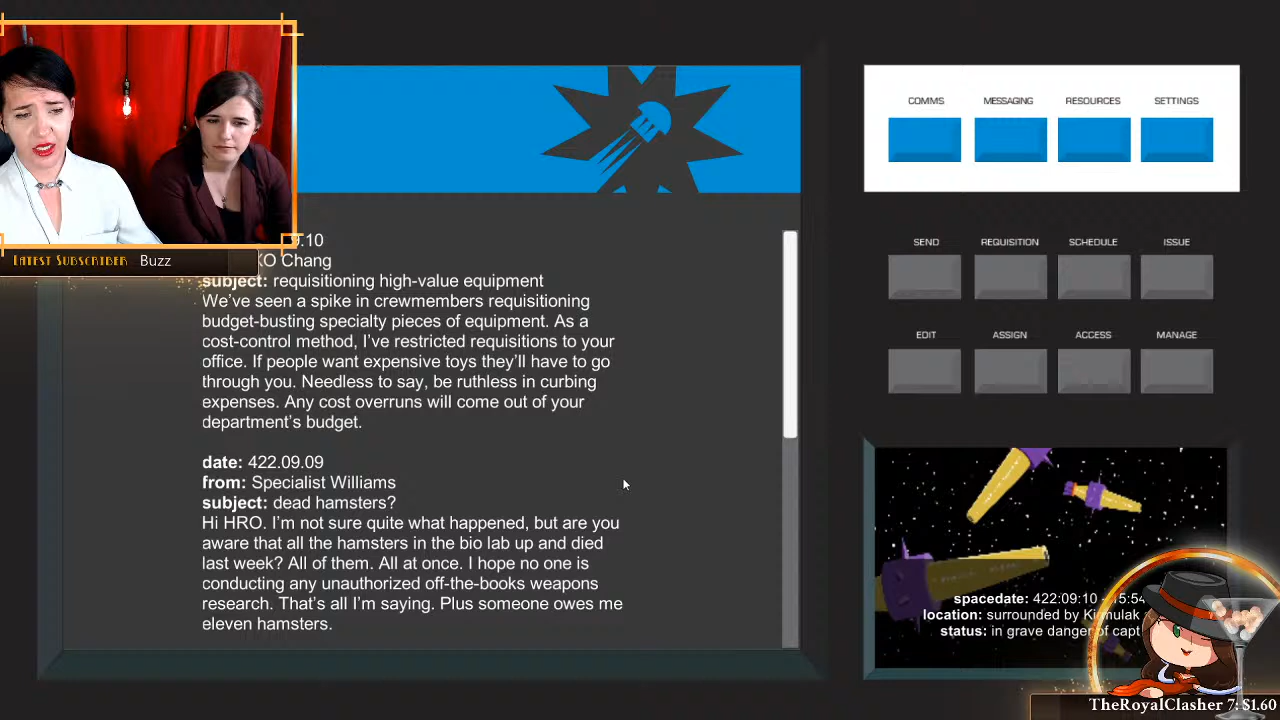 COMMS MESSAGING RESOURCES SETTINGS
SEND REQUISITION SCHEDULE ISSUE
EDIT ASSIGN ACCESS MANAGE
LATEST SUBSCRIBER Buzz
9.10
XO Chang
subject: requisitioning high-value equipment
We've seen a spike in crewmembers requisitioning
budget-busting specialty pieces of equipment. As a
cost-control method, I've restricted requisitions to your
office. If people want expensive toys they'll have to go
through you. Needless to say, be ruthless in curbing
expenses. Any cost overruns will come out of your
department's budget.
date: 422.09.09
from: Specialist Williams
subject: dead hamsters?
Hi HRO. I'm not sure quite what happened, but are you
aware that all the hamsters in the bio lab up and died
last week? All of them. All at once. I hope no one is
conducting any unauthorized off-the-books weapons
research. That's all I'm saying. Plus someone owes me
eleven hamsters.
spacedate: 422:09:10 15:54
location: surrounded by
status: in grave danger of capt
TheRoyalClasher 7: $1.60